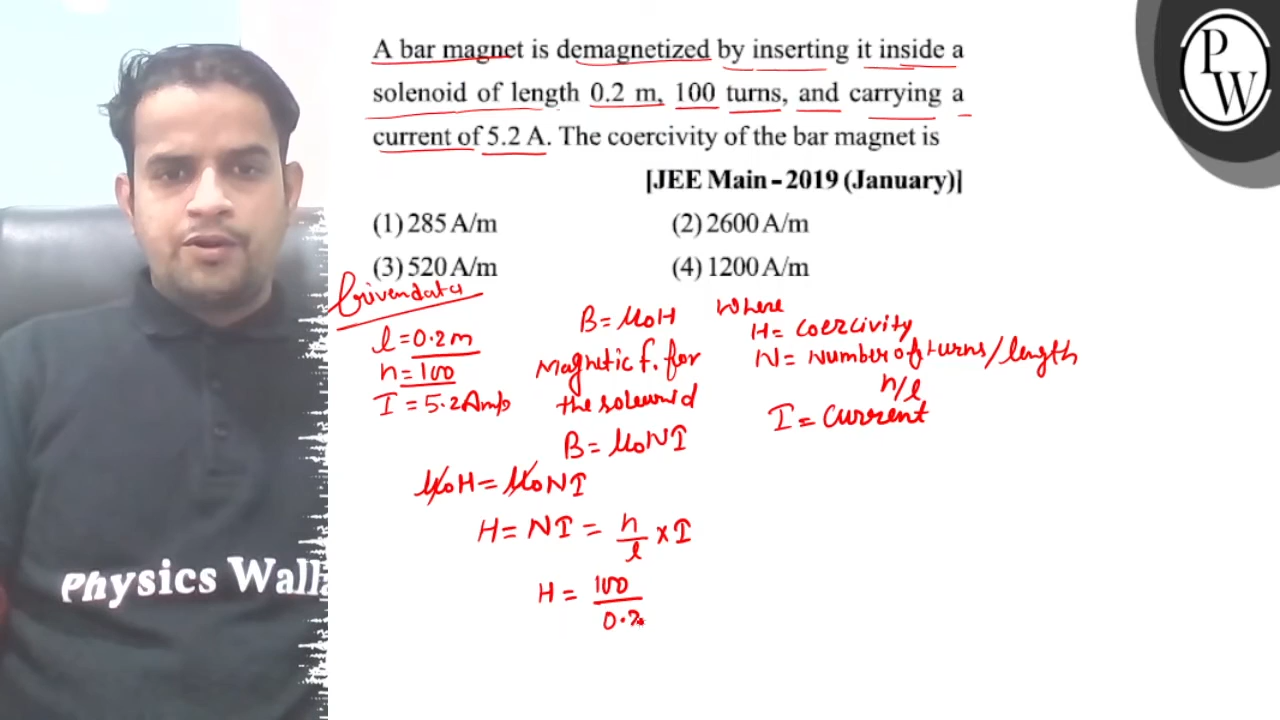 A bar magnet is demagnetized by inserting it inside a
solenoid of length 0.2 m, 100 turns, and carrying a
current of 5.2 A. The coercivity of the bar magnet is
[JEE Main - 2019 (January)]
(1) 285 A/m
(2) 2600 A/m
(3) 520 A/m
(4) 1200 A/m
Given data
l = 0.2 m
n = 100
I = 5.2 Amp
B = μ₀H
Magnetic f. for
the solenoid
B = μ₀NI
Where
H = coercivity
N = Number of turns/length
n/l
I = Current
μ₀H = μ₀NI
H = NI = n/l × I
H = 100/0.2
Physics Wall
PW